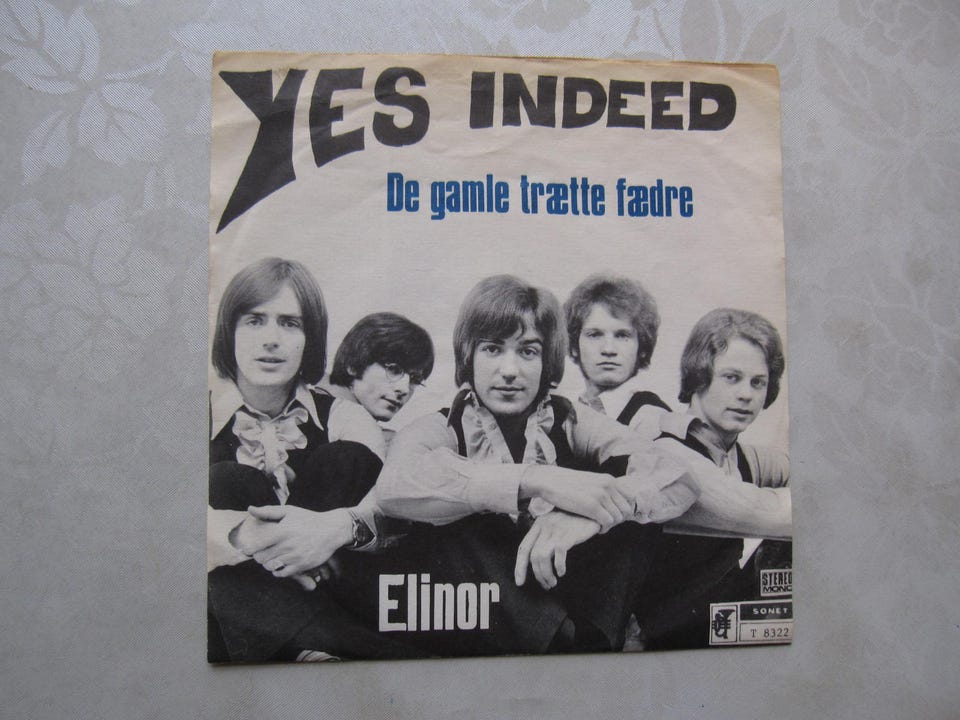 YES INDEED
De gamle trætte fædre
Elinor
STEREO
MONO
SONET
T 8322